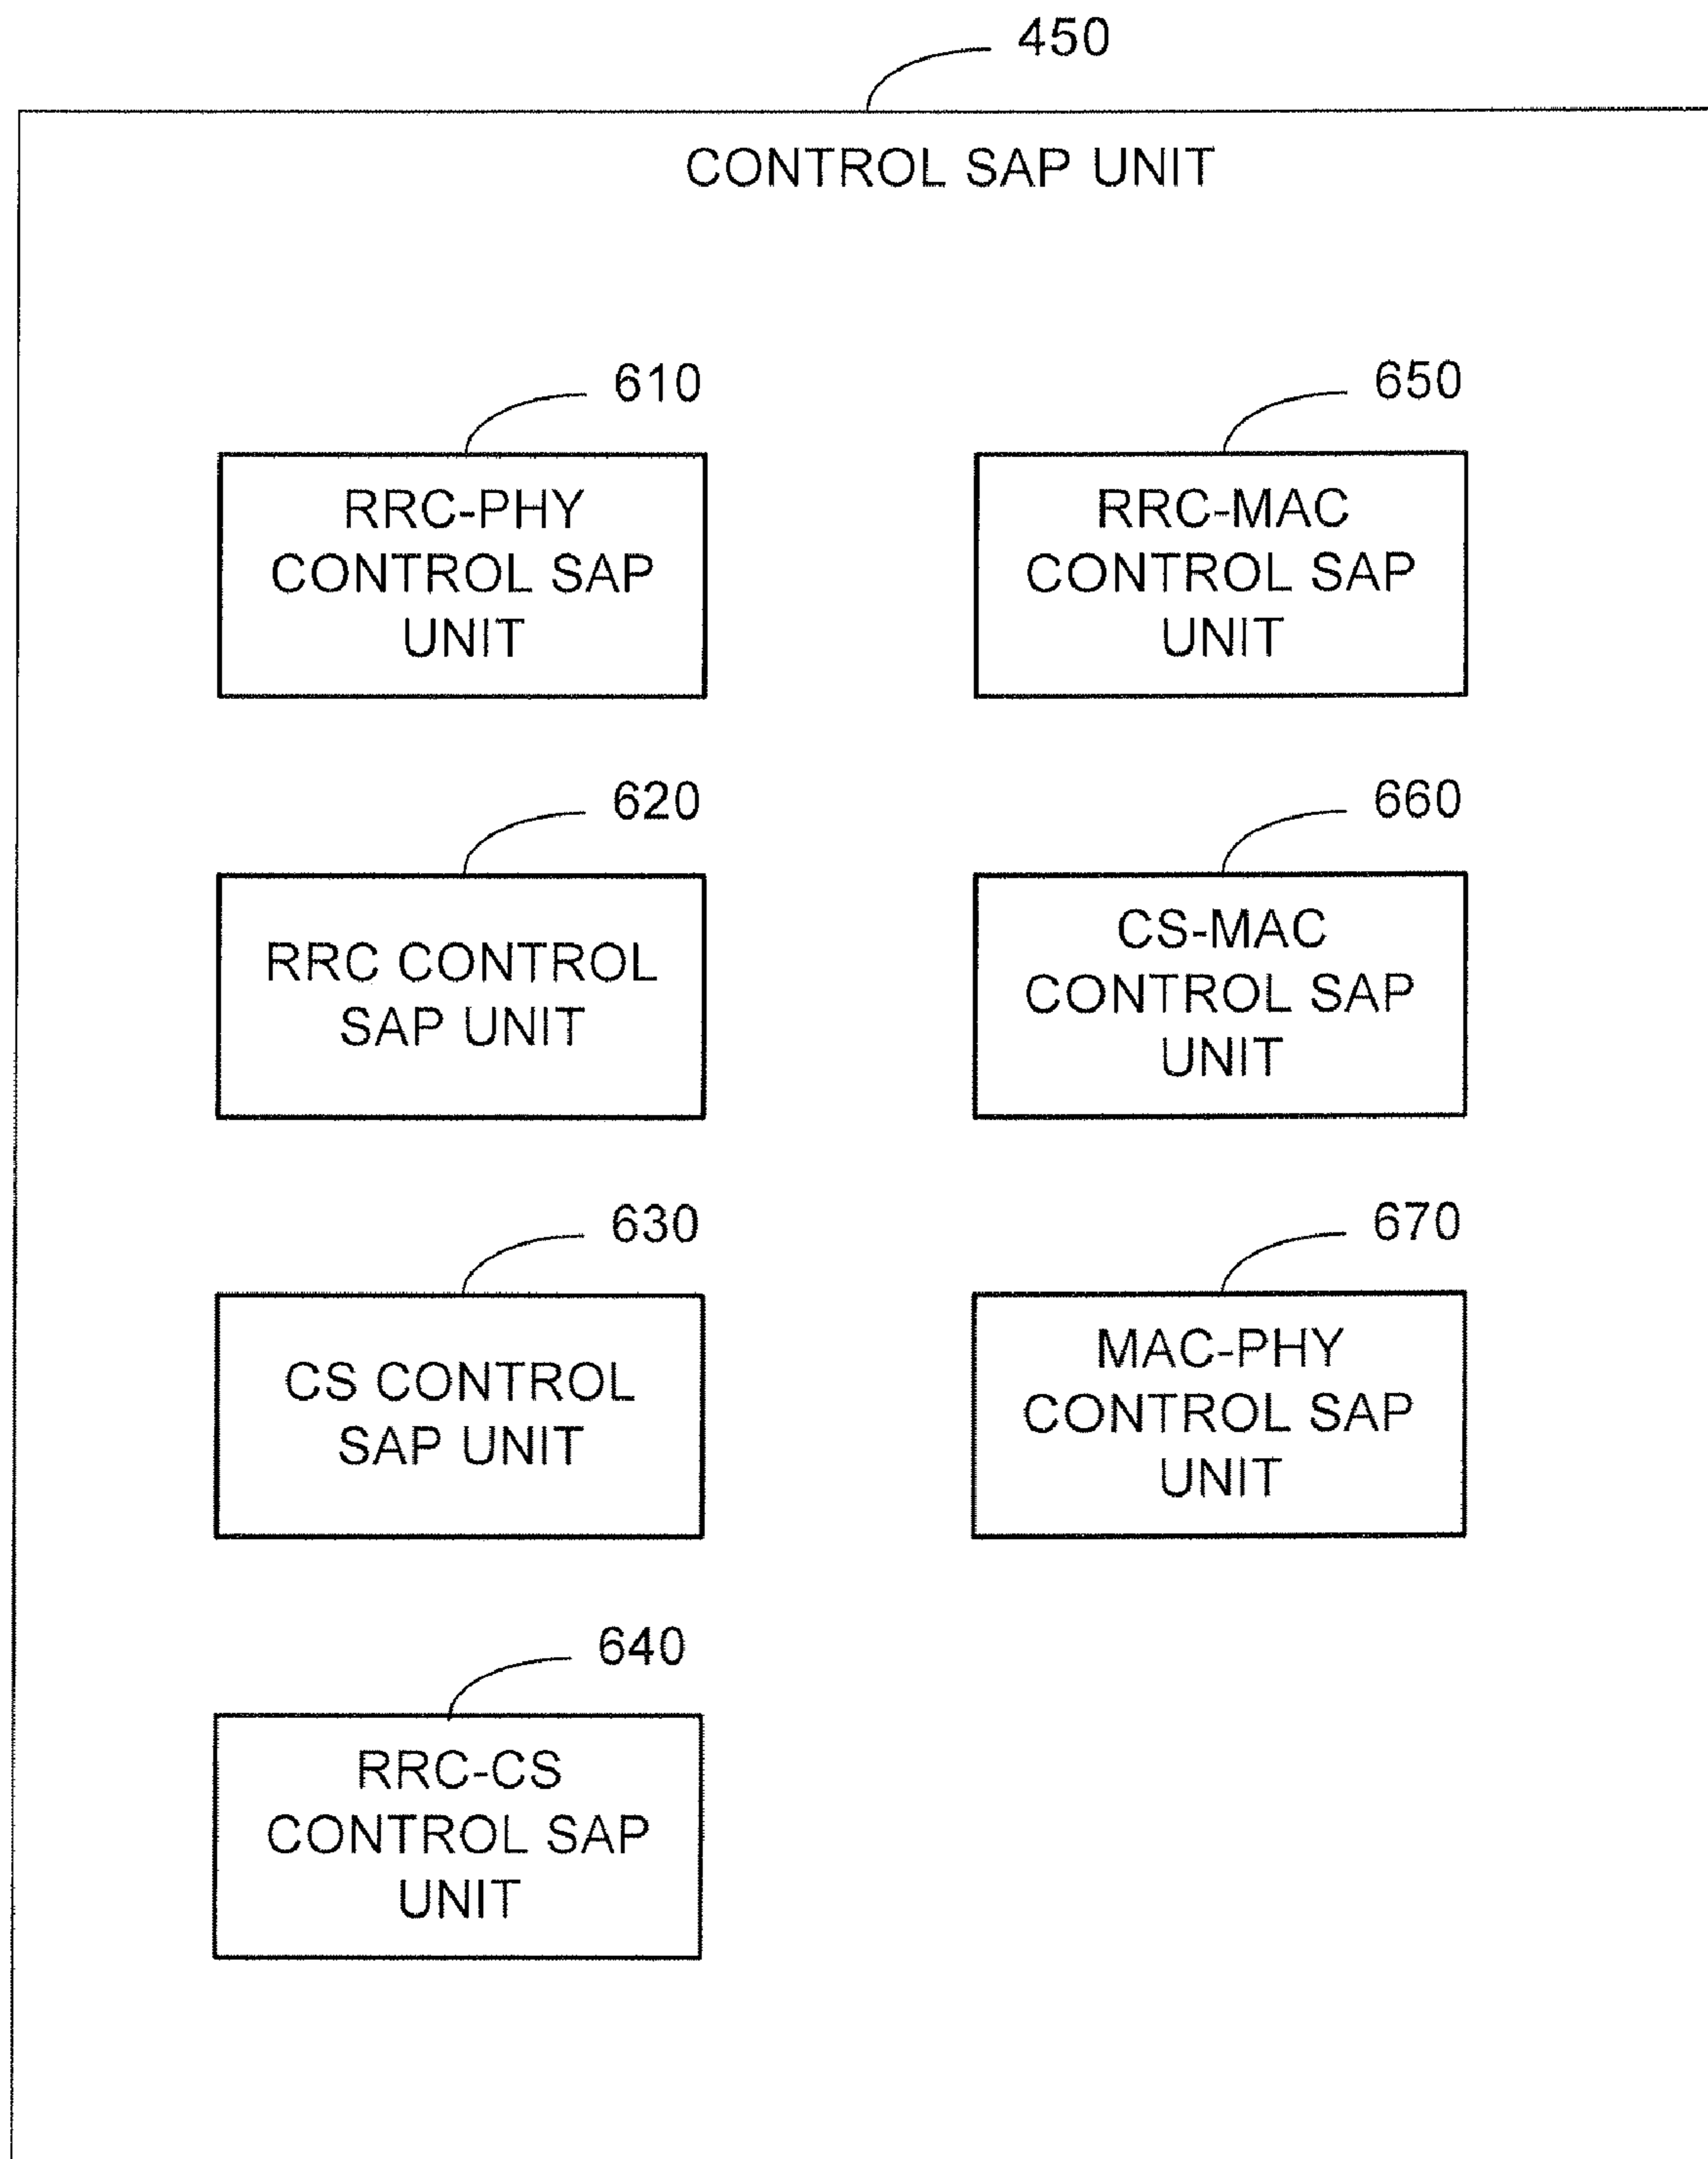 450
CONTROL SAP UNIT
610
RRC-PHY
CONTROL SAP
UNIT
650
RRC-MAC
CONTROL SAP
UNIT
620
RRC CONTROL
SAP UNIT
660
CS-MAC
CONTROL SAP
UNIT
630
CS CONTROL
SAP UNIT
670
MAC-PHY
CONTROL SAP
UNIT
640
RRC-CS
CONTROL SAP
UNIT